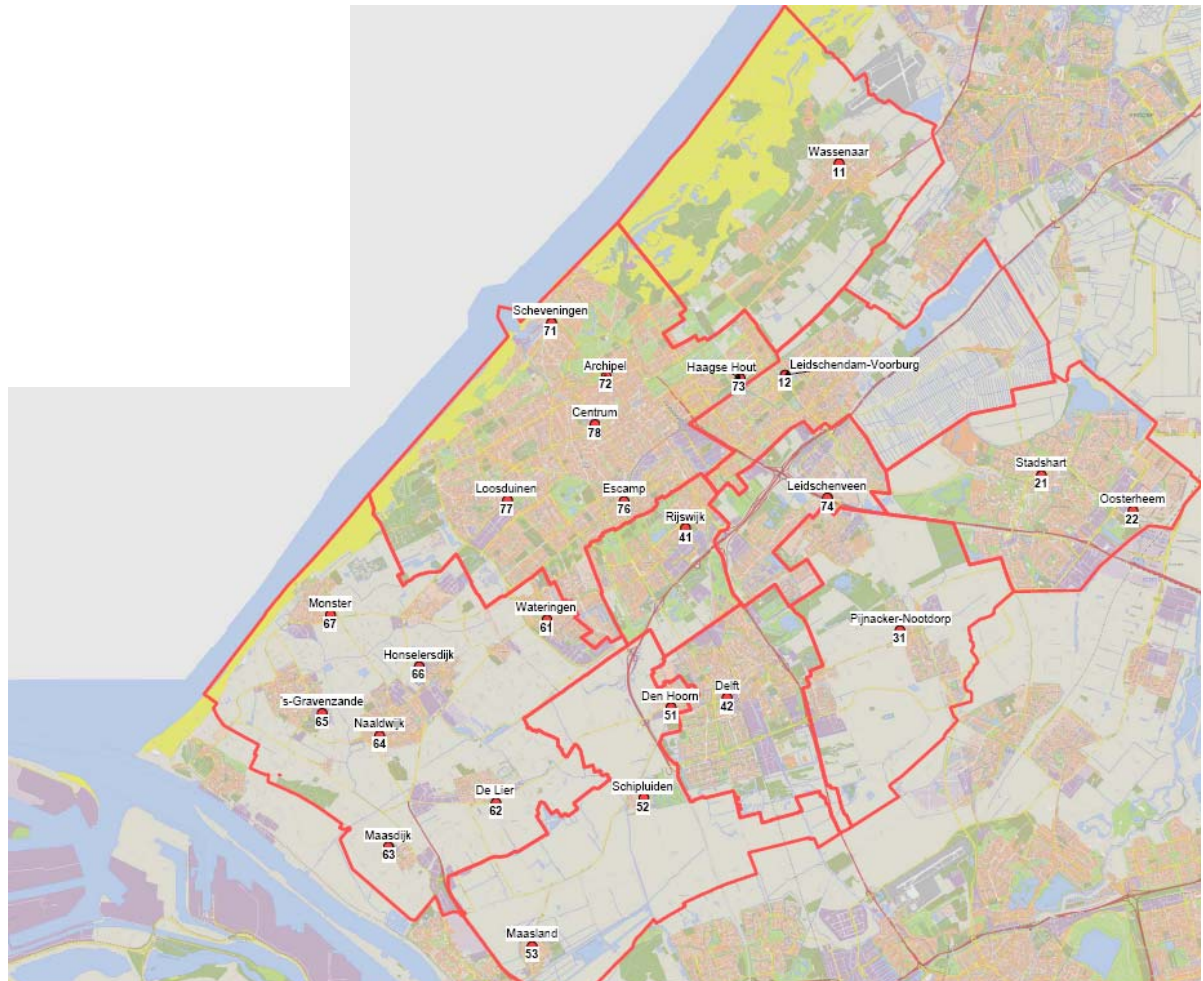 Wassenaar
11
Scheveningen
71
Archipel
72
Haagse Hout
73
Leidschendam-Voorburg
12
Centrum
78
Stadshart
21
Loosduinen
77
Escamp
76
Leidschenveen
74
Oosterheem
22
Rijswijk
41
Monster
67
Wateringen
61
Pijnacker-Nootdorp
31
Honselersdijk
66
Den Hoorn
51
Delft
42
's-Gravenzande
65
Naaldwijk
64
De Lier
62
Schipluiden
52
Maasdijk
63
Maasland
53